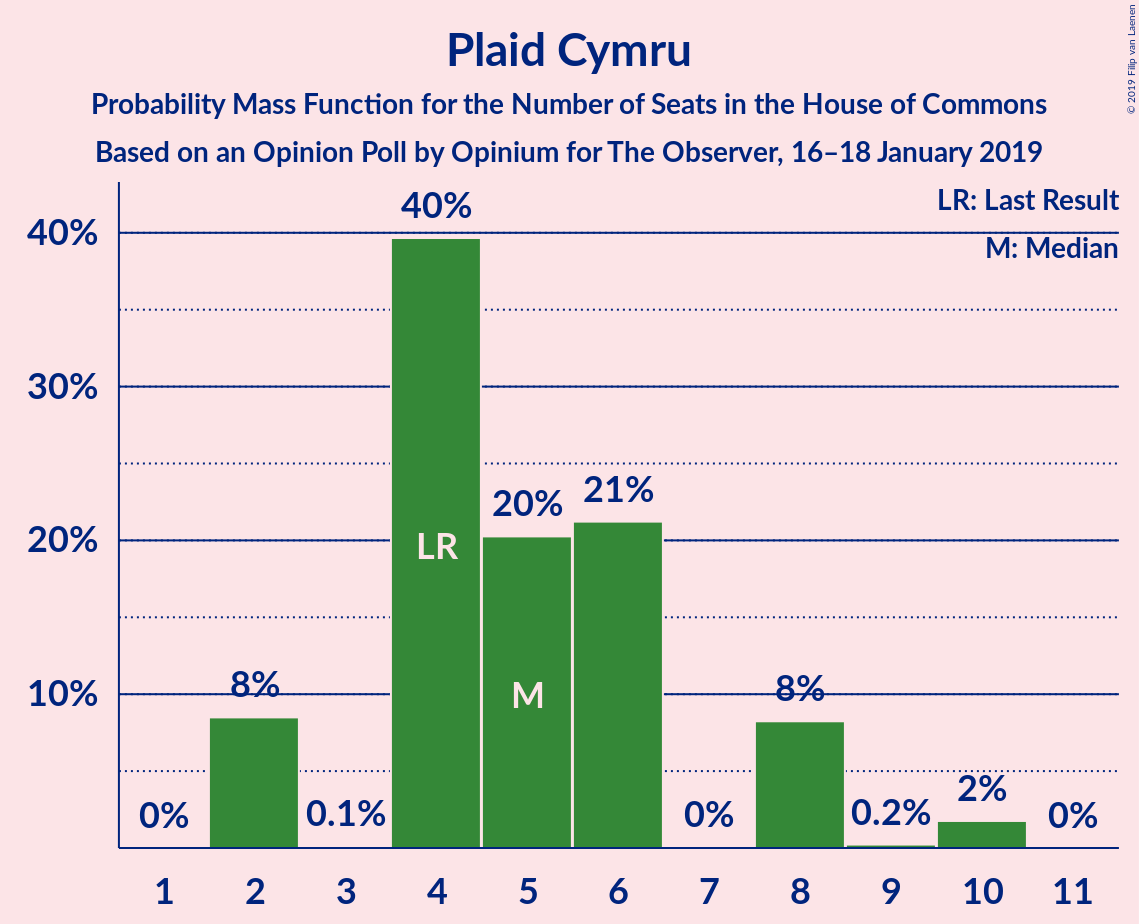 Plaid Cymru
Probability Mass Function for the Number of Seats in the House of Commons
Based on an Opinion Poll by Opinium for The Observer, 16–18 January 2019
© 2019 Filip van Laenen
LR: Last Result
M: Median
40%
30%
20%
10%
0%
8%
0.1%
40%
20%
21%
0%
8%
0.2%
2%
0%
LR
M
1 2 3 4 5 6 7 8 9 10 11